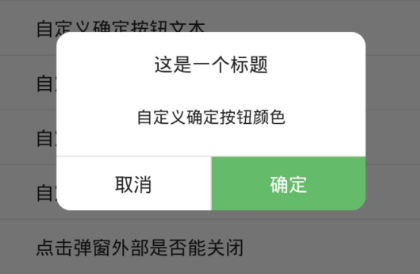 自定义确定按钮文本
这是一个标题
自
自定义确定按钮颜色
自
自
取消
确定
点击弹窗外部是否能关闭